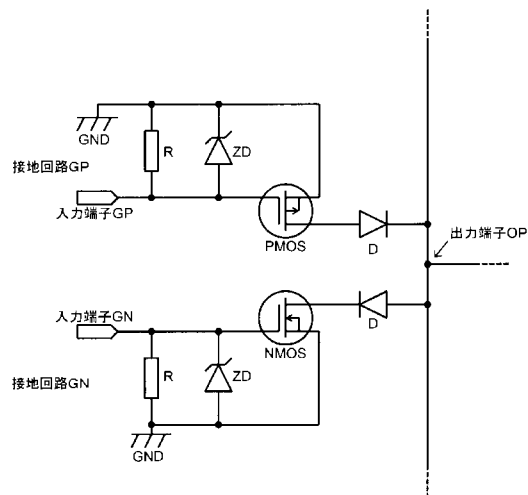 GND
R
ZD
接地回路GP
入力端子GP
PMOS
D
出力端子OP
入力端子GN
D
NMOS
接地回路GN
R
ZD
GND